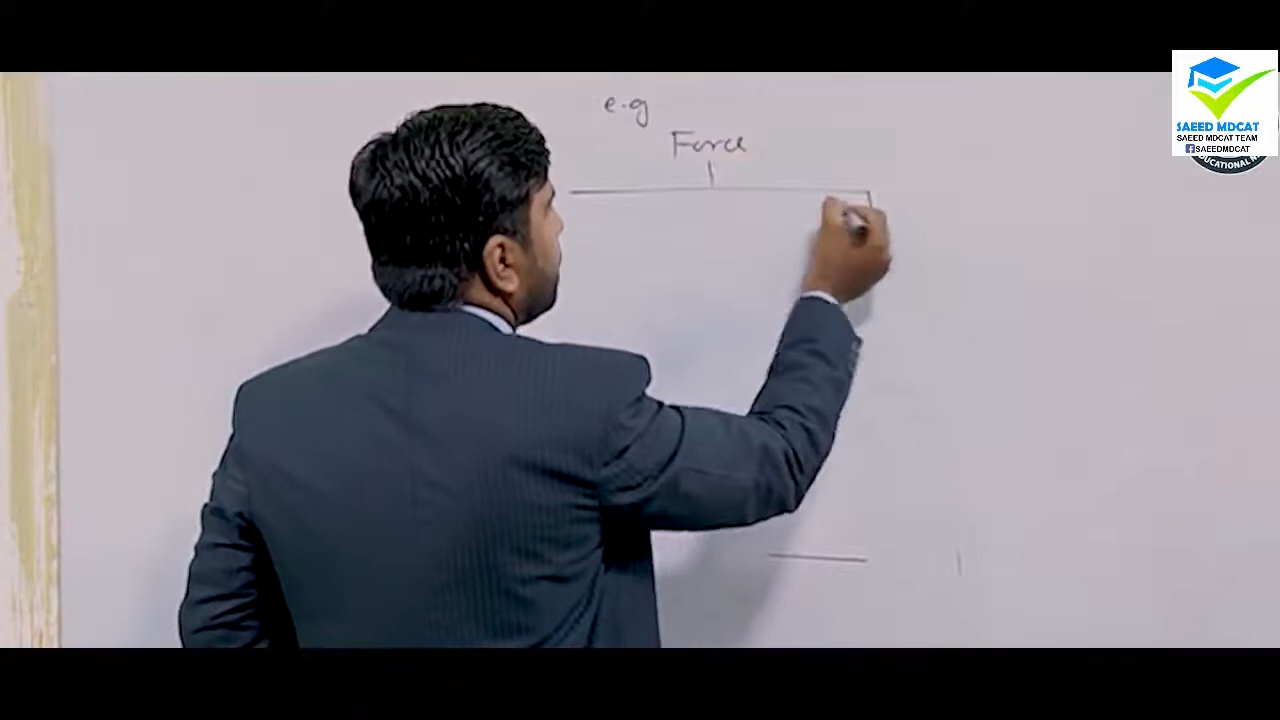 e.g
Force
SAEED MDCAT
SAEED MDCAT TEAM
SAEEDMDCAT